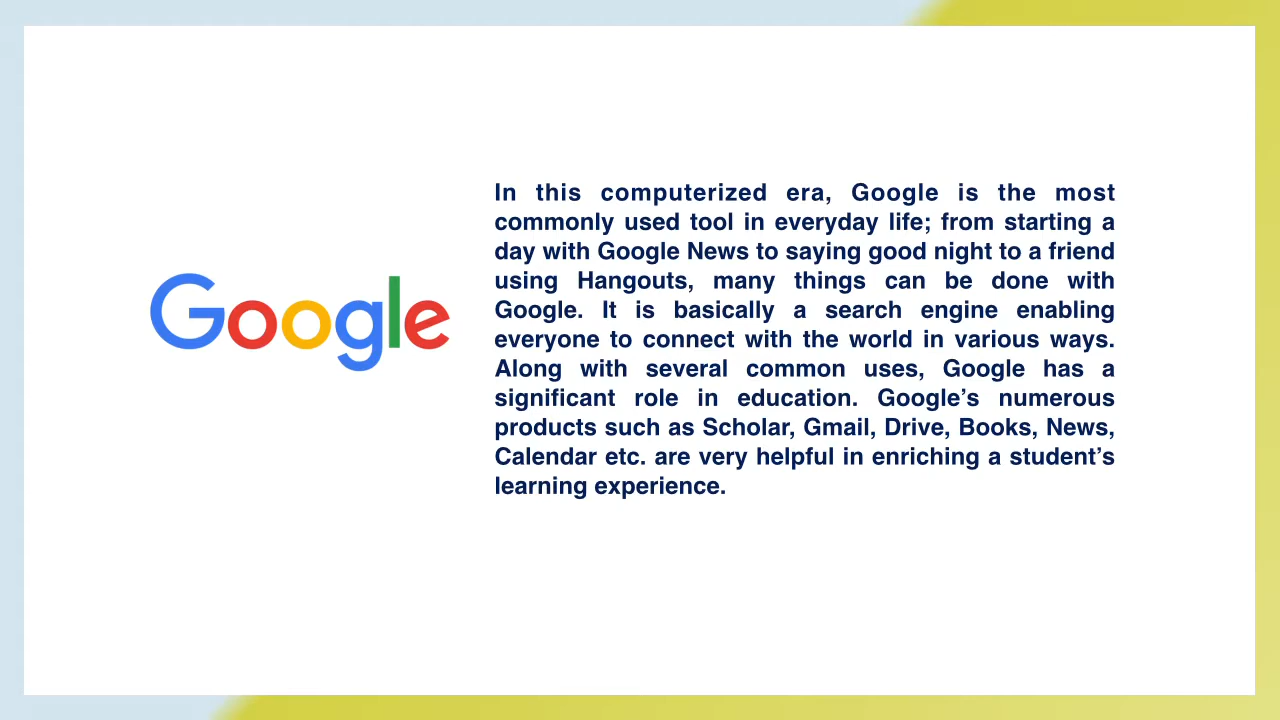 Google
In this computerized era, Google is the most
commonly used tool in everyday life; from starting a
day with Google News to saying good night to a friend
using Hangouts, many things can be done with
Google. It is basically a search engine enabling
everyone to connect with the world in various ways.
Along with several common uses, Google has a
significant role in education. Google’s numerous
products such as Scholar, Gmail, Drive, Books, News,
Calendar etc. are very helpful in enriching a student’s
learning experience.